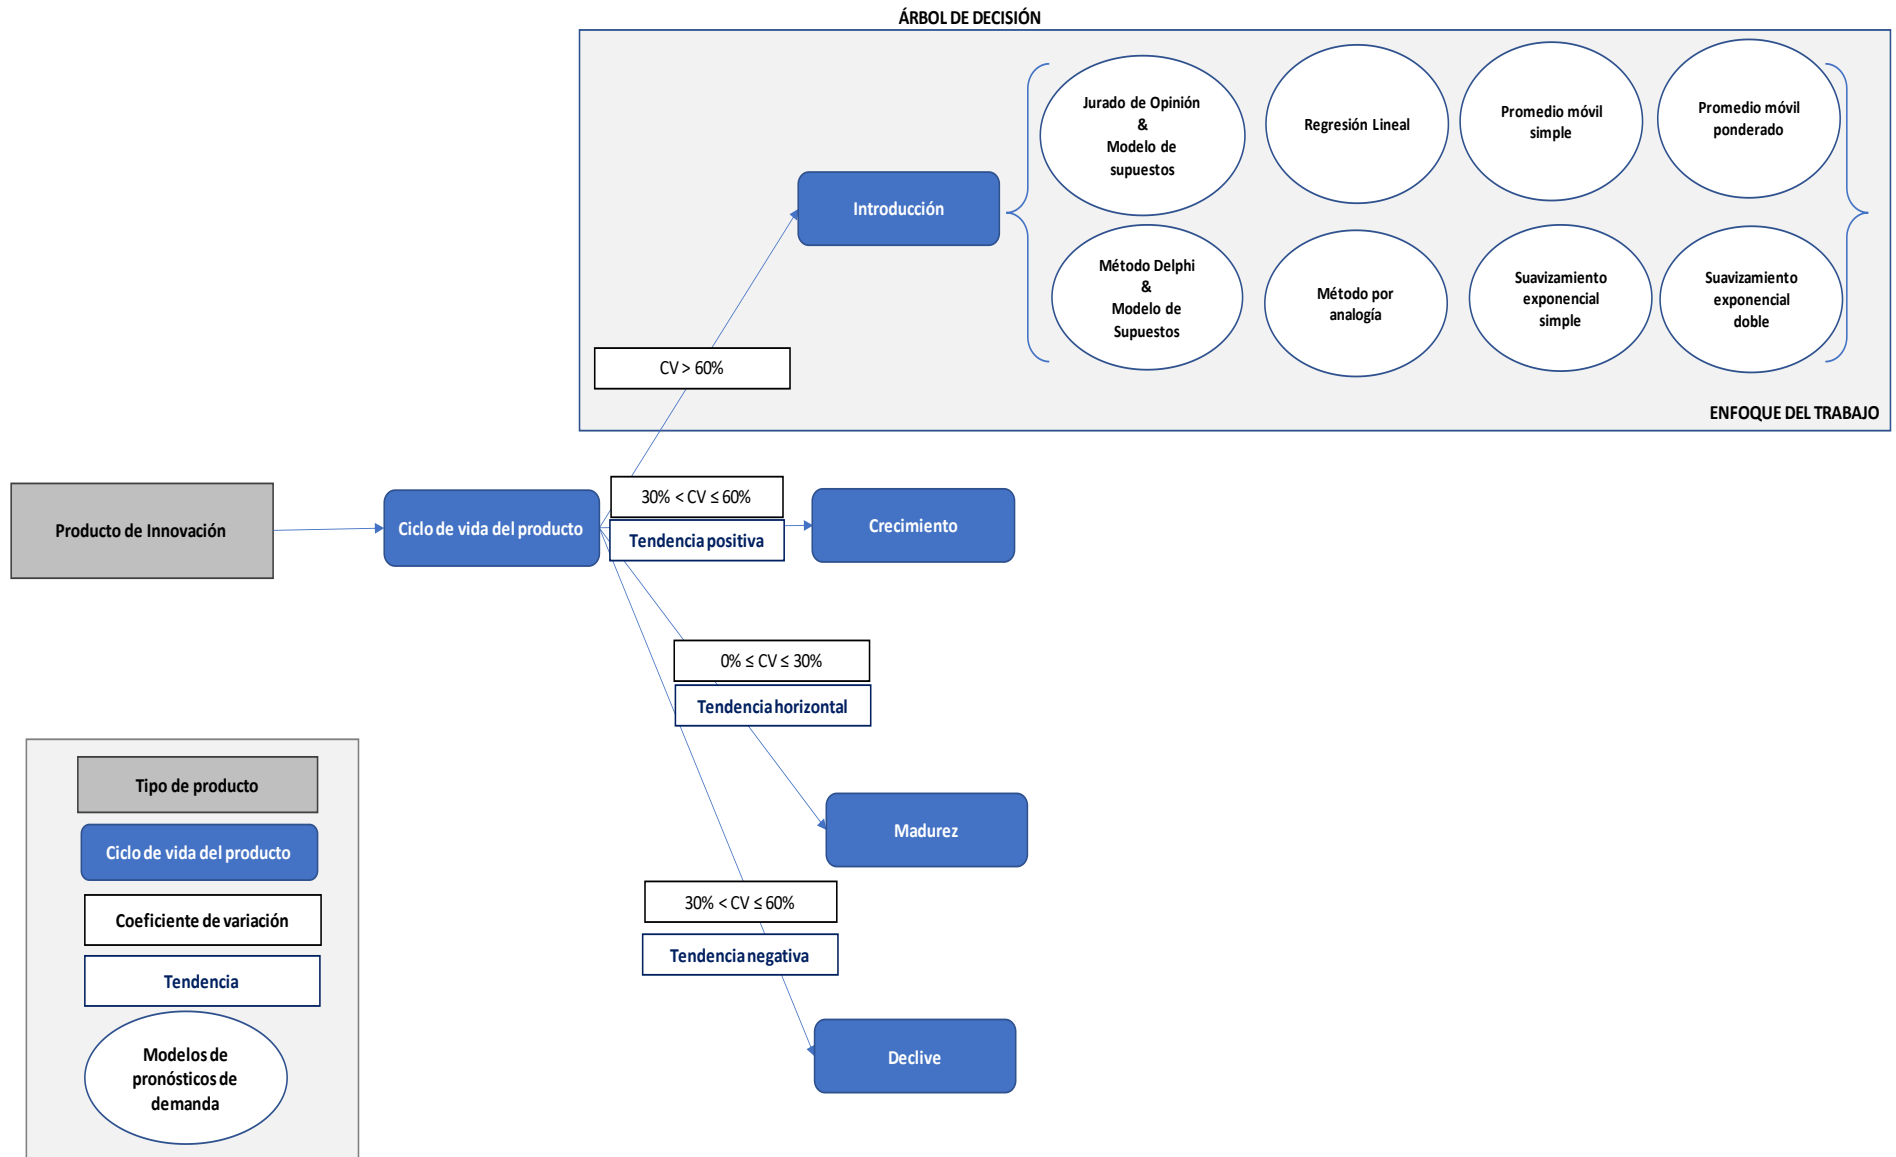 ÁRBOL DE DECISIÓN
Jurado de Opinión
&
Modelo de
supuestos
Regresión Lineal
Promedio móvil
simple
Promedio móvil
ponderado
Introducción
Método Delphi
&
Modelo de
Supuestos
Método por
analogía
Suavizamiento
exponencial
simple
Suavizamiento
exponencial
doble
CV > 60%
ENFOQUE DEL TRABAJO
Producto de Innovación
Ciclo de vida del producto
30% < CV ≤ 60%
Tendencia positiva
Crecimiento
0% ≤ CV ≤ 30%
Tendencia horizontal
Madurez
30% < CV ≤ 60%
Tendencia negativa
Declive
Tipo de producto
Ciclo de vida del producto
Coeficiente de variación
Tendencia
Modelos de
pronósticos de
demanda